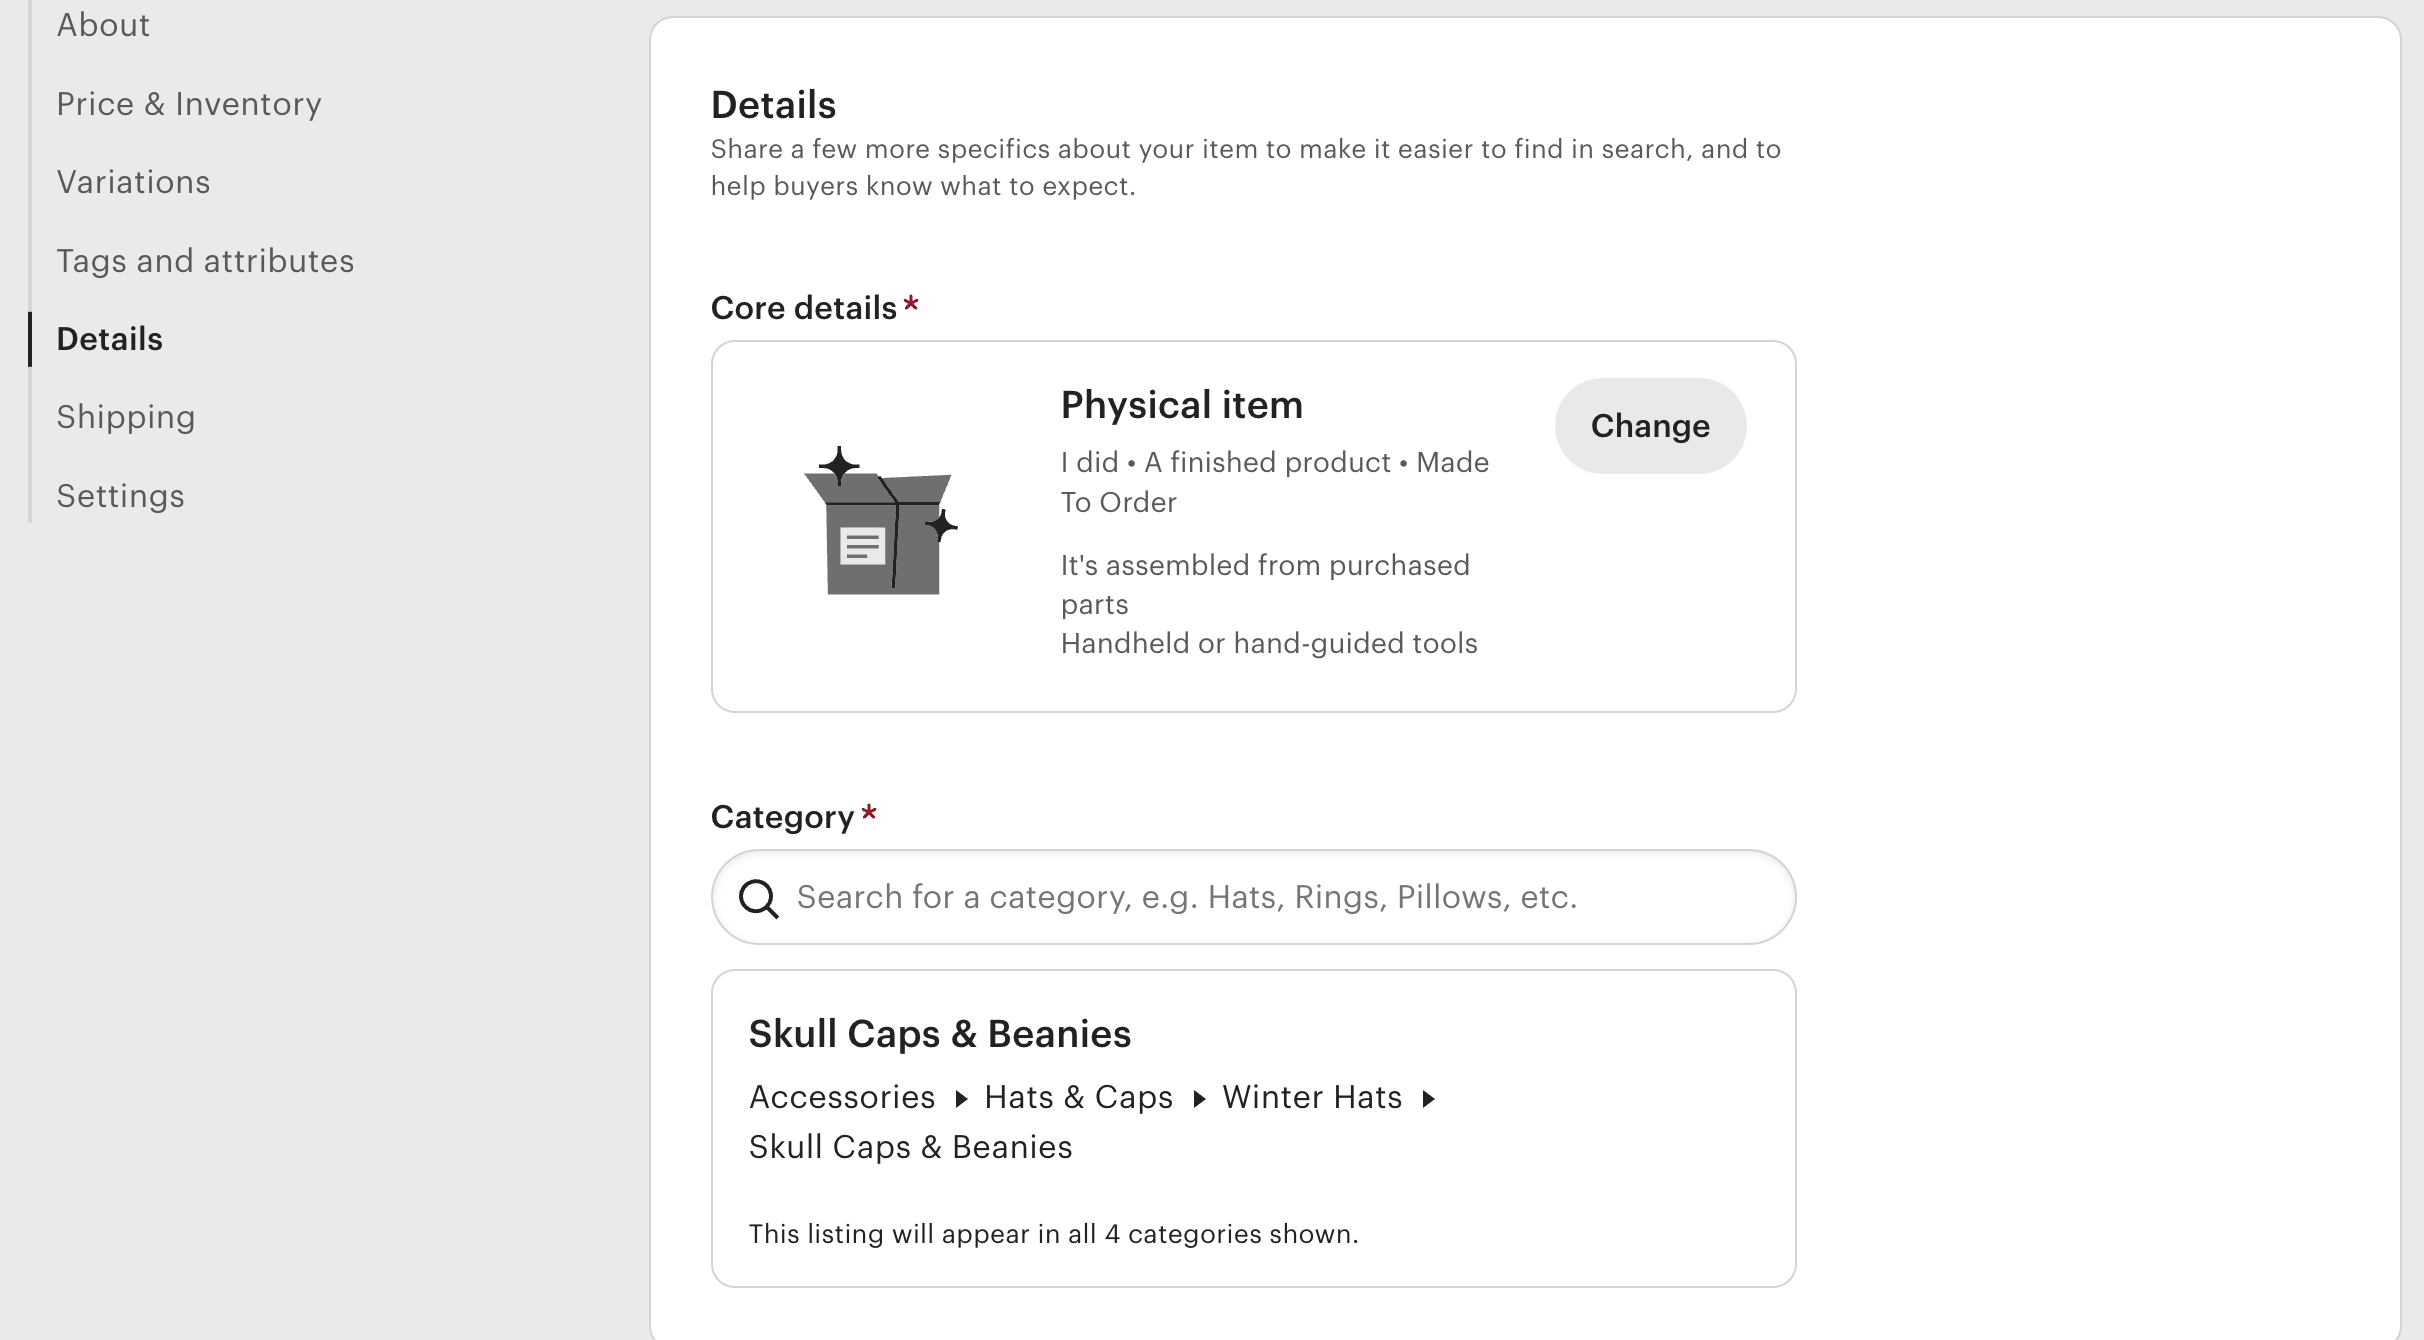 About
Price & Inventory
Variations
Tags and attributes
Details
Shipping
Settings
Details
Share a few more specifics about your item to make it easier to find in search, and to
help buyers know what to expect.
Core details*
Physical item
Change
I did • A finished product • Made
To Order
It's assembled from purchased
parts
Handheld or hand-guided tools
Category*
Search for a category, e.g. Hats, Rings, Pillows, etc.
Skull Caps & Beanies
Accessories ▸ Hats & Caps ▸ Winter Hats ▸
Skull Caps & Beanies
This listing will appear in all 4 categories shown.